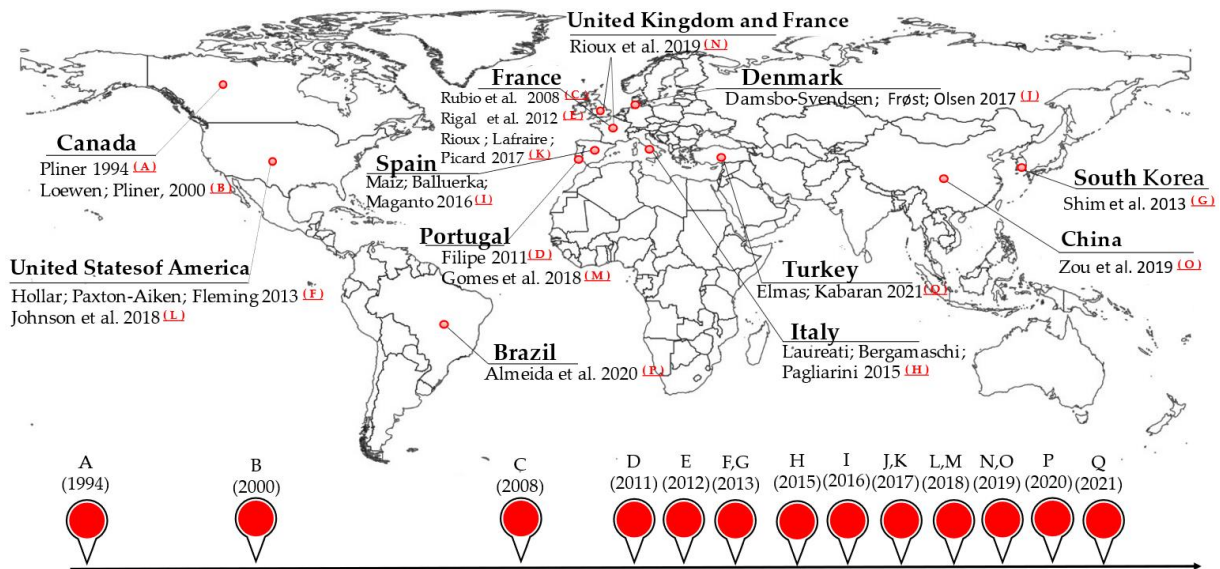 United Kingdom and France
Rioux et al. 2019 (N)
France
Rubio et al. 2008 (C)
Rigal et al. 2012 (E)
Rioux ; Lafraire ;
Picard 2017 (K)
Denmark
Damsbo-Svendsen; Frøst; Olsen 2017 (J)
Canada
Pliner 1994 (A)
Loewen; Pliner, 2000 (B)
Spain
Maiz; Balluerka;
Maganto 2016 (I)
South Korea
Shim et al. 2013 (G)
Portugal
Filipe 2011 (D)
Gomes et al. 2018 (M)
China
Zou et al. 2019 (O)
United Statesof America
Hollar; Paxton-Aiken; Fleming 2013 (F)
Johnson et al. 2018 (L)
Turkey
Elmas; Kabaran 2021 (Q)
Italy
Laureati; Bergamaschi;
Pagliarini 2015 (H)
Brazil
Almeida et al. 2020 (P)
A
(1994)
B
(2000)
C
(2008)
D
(2011)
E
(2012)
F,G
(2013)
H
(2015)
I
(2016)
J,K
(2017)
L,M
(2018)
N,O
(2019)
P
(2020)
Q
(2021)